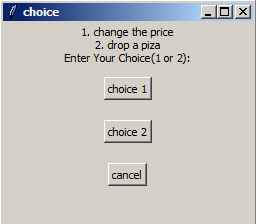 choice
1. change the price
2. drop a piza
Enter Your Choice(1 or 2):
choice 1
choice 2
cancel